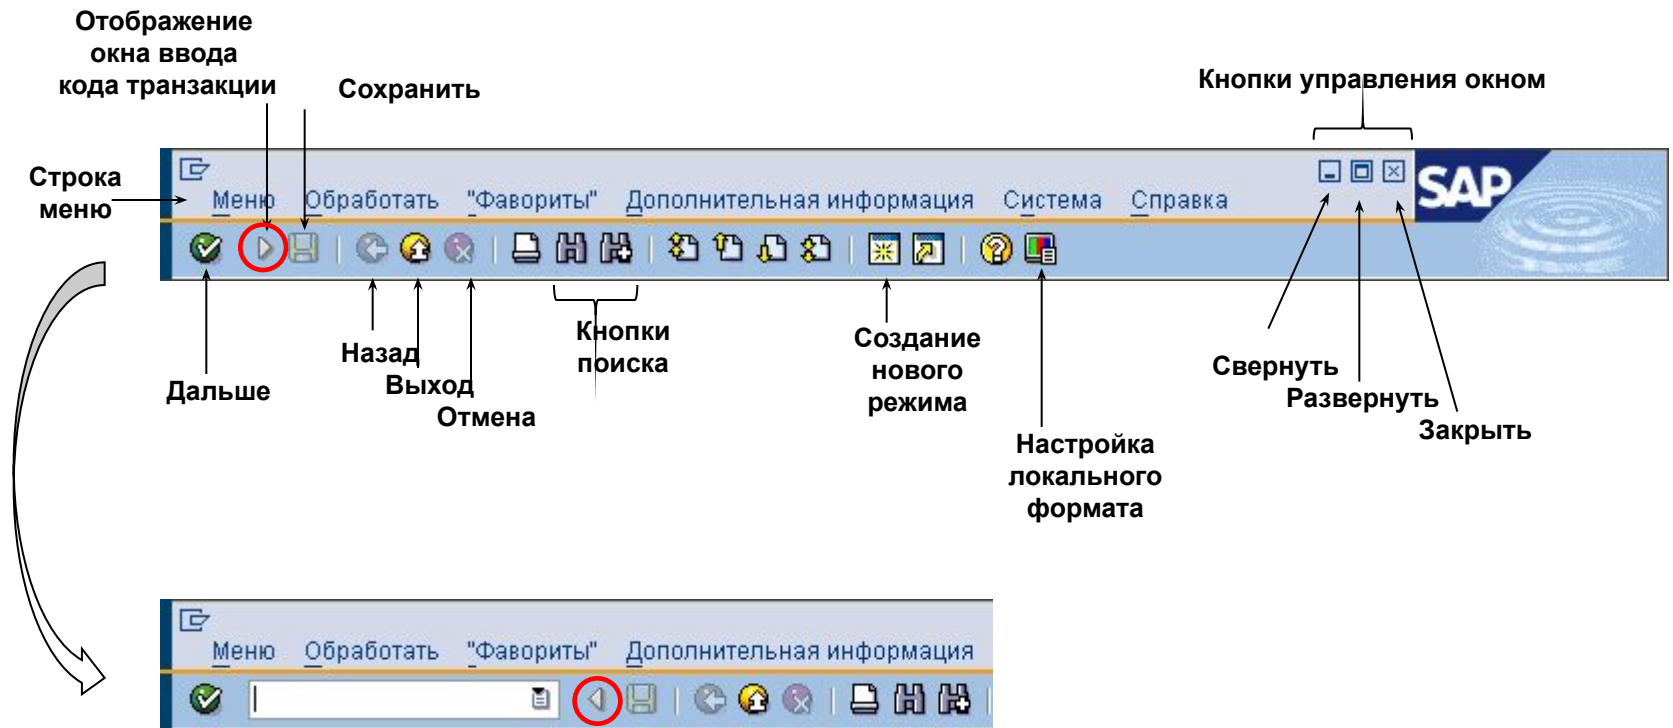 Отображение
окна ввода
кода транзакции
Сохранить
Кнопки управления окном
Строка
меню
SAP
Меню Обработать "Фавориты" Дополнительная информация Система Справка
Назад
Выход
Отмена
Дальше
Кнопки
поиска
Создание
нового
режима
Настройка
локального
формата
Свернуть
Развернуть
Закрыть
Меню Обработать "Фавориты" Дополнительная информация